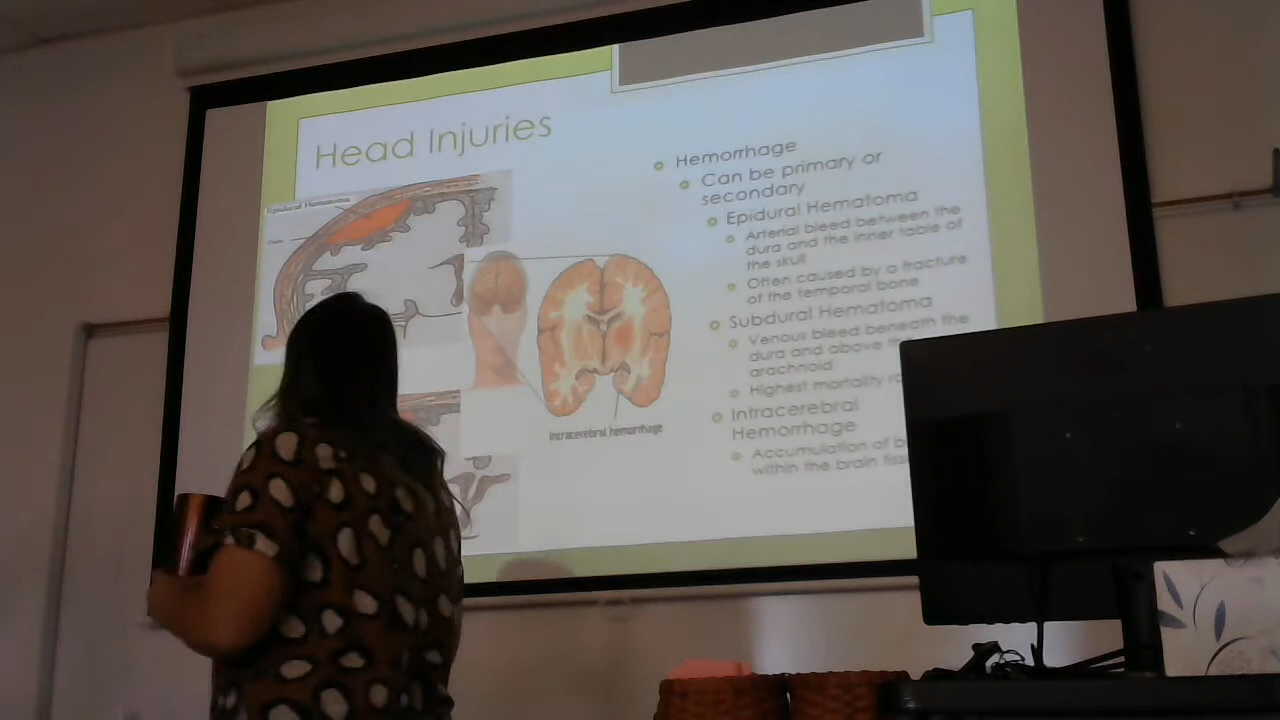 Head Injuries
Epidural Hematoma
Intracerebral hemorrhage
Hemorrhage
Can be primary or
secondary
Epidural Hematoma
Arterial bleed between the
dura and the inner table of
the skull
Often caused by a fracture
of the temporal bone
Subdural Hematoma
Venous bleed beneath the
dura and above
arachnoid
Highest mortality
Intracerebral
Hemorrhage
Accumulation of
within the brain